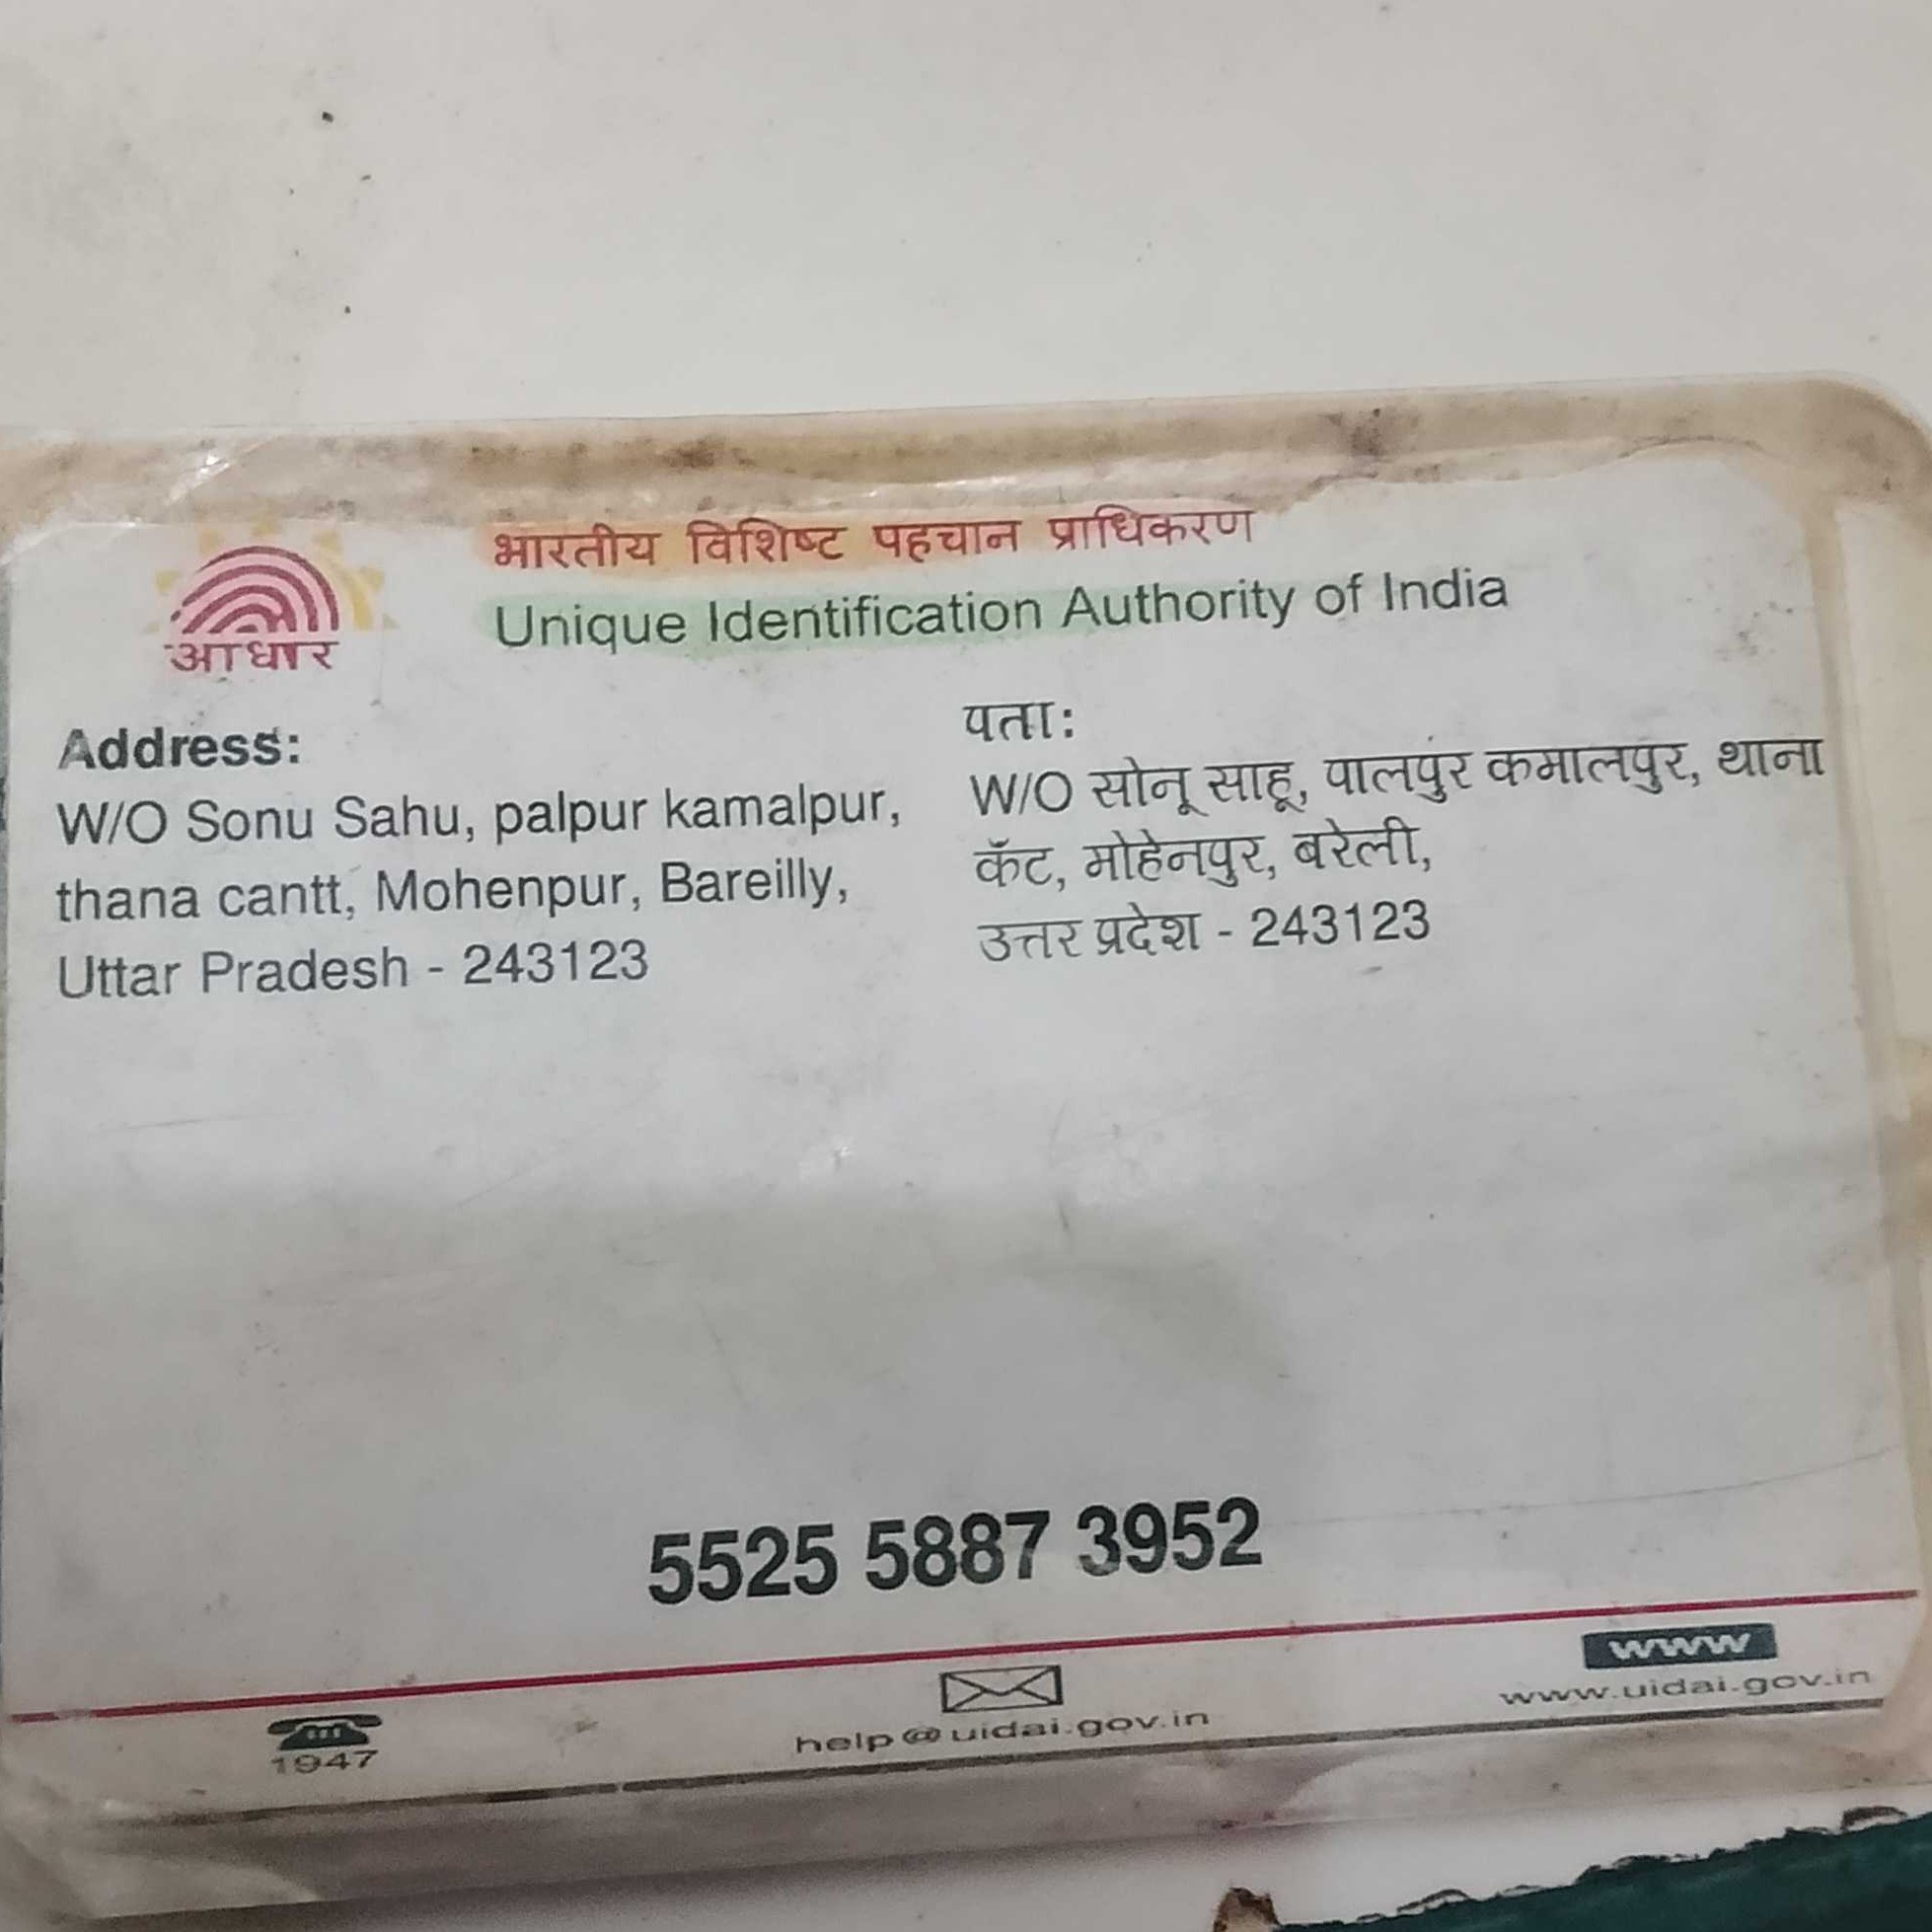 भारतीय विशिष्ट पहचान प्राधिकरण
Unique Identification Authority of India
आधार
Address:
W/O Sonu Sahu, palpur kamalpur,
thana cantt, Mohenpur, Bareilly,
Uttar Pradesh - 243123
पता:
W/O सोनू साहू, पालपुर कमालपुर, थाना
कॅट, मोहेनपुर, बरेली,
उत्तर प्रदेश - 243123
5525 5887 3952
1947
help@uidai.gov.in
www
www.uidai.gov.in